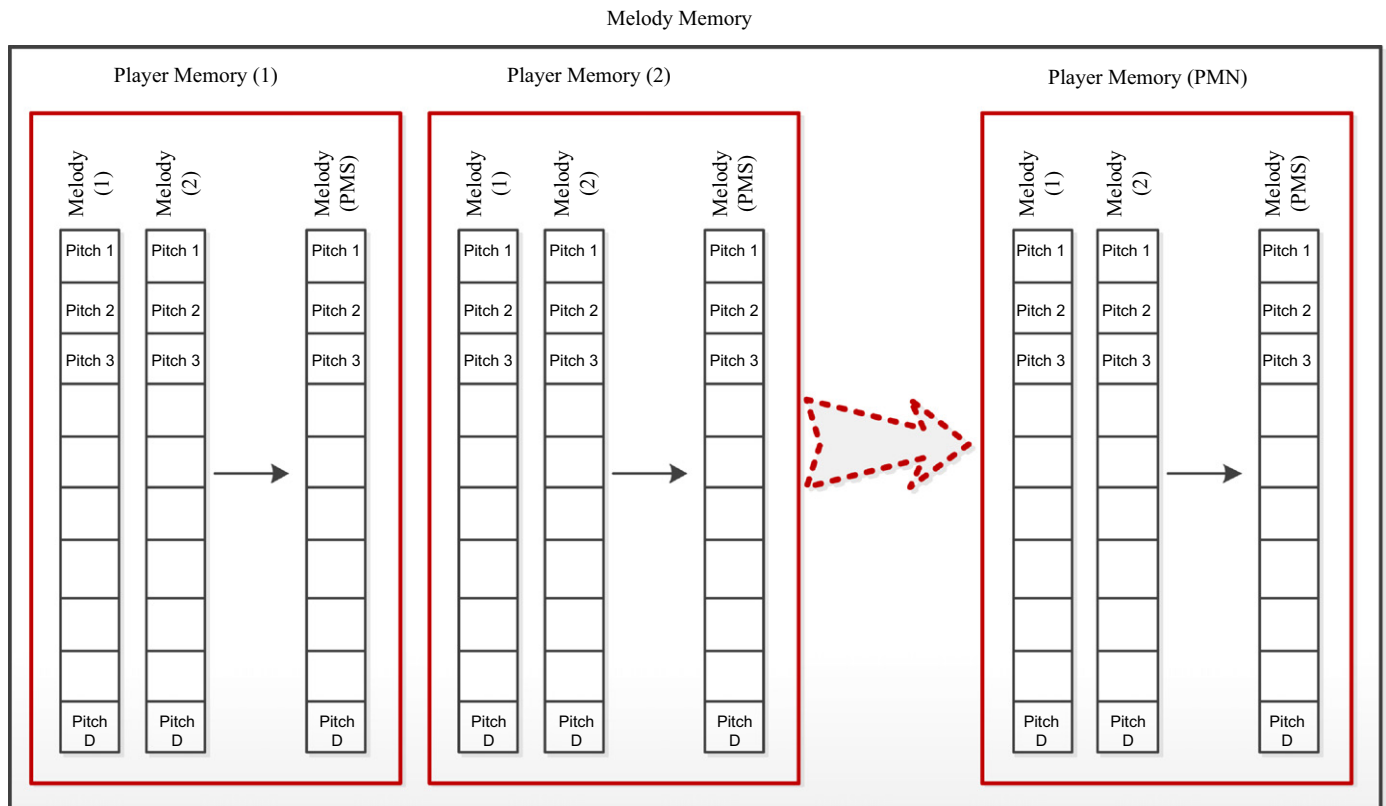 Melody Memory
Player Memory (1)
Melody
(1)
Melody
(2)
Melody
(PMS)
Pitch 1
Pitch 1
Pitch 1
Pitch 2
Pitch 2
Pitch 2
Pitch 3
Pitch 3
Pitch 3
Pitch
D
Pitch
D
Pitch
D
Player Memory (2)
Melody
(1)
Melody
(2)
Melody
(PMS)
Pitch 1
Pitch 1
Pitch 1
Pitch 2
Pitch 2
Pitch 2
Pitch 3
Pitch 3
Pitch 3
Pitch
D
Pitch
D
Pitch
D
Player Memory (PMN)
Melody
(1)
Melody
(2)
Melody
(PMS)
Pitch 1
Pitch 1
Pitch 1
Pitch 2
Pitch 2
Pitch 2
Pitch 3
Pitch 3
Pitch 3
Pitch
D
Pitch
D
Pitch
D